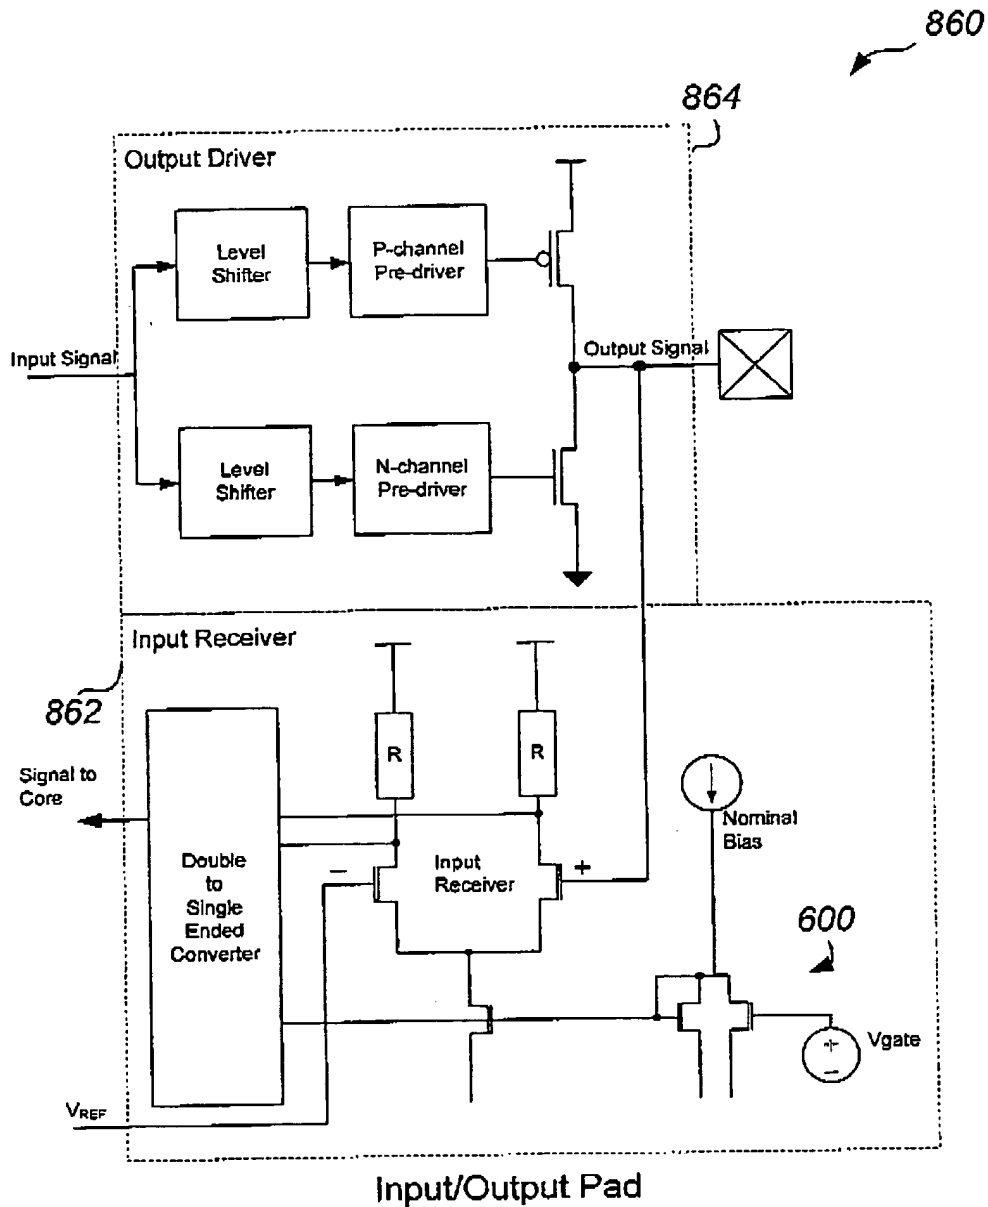 860
864
Output Driver
Level
Shifter
P-channel
Pre-driver
Input Signal
Output Signal
Level
Shifter
N-channel
Pre-driver
Input Receiver
862
R
R
Signal to
Core
Nominal
Bias
Double
to
Single
Ended
Converter
−
Input
Receiver
+
600
+
−
Vgate
VREF
Input/Output Pad